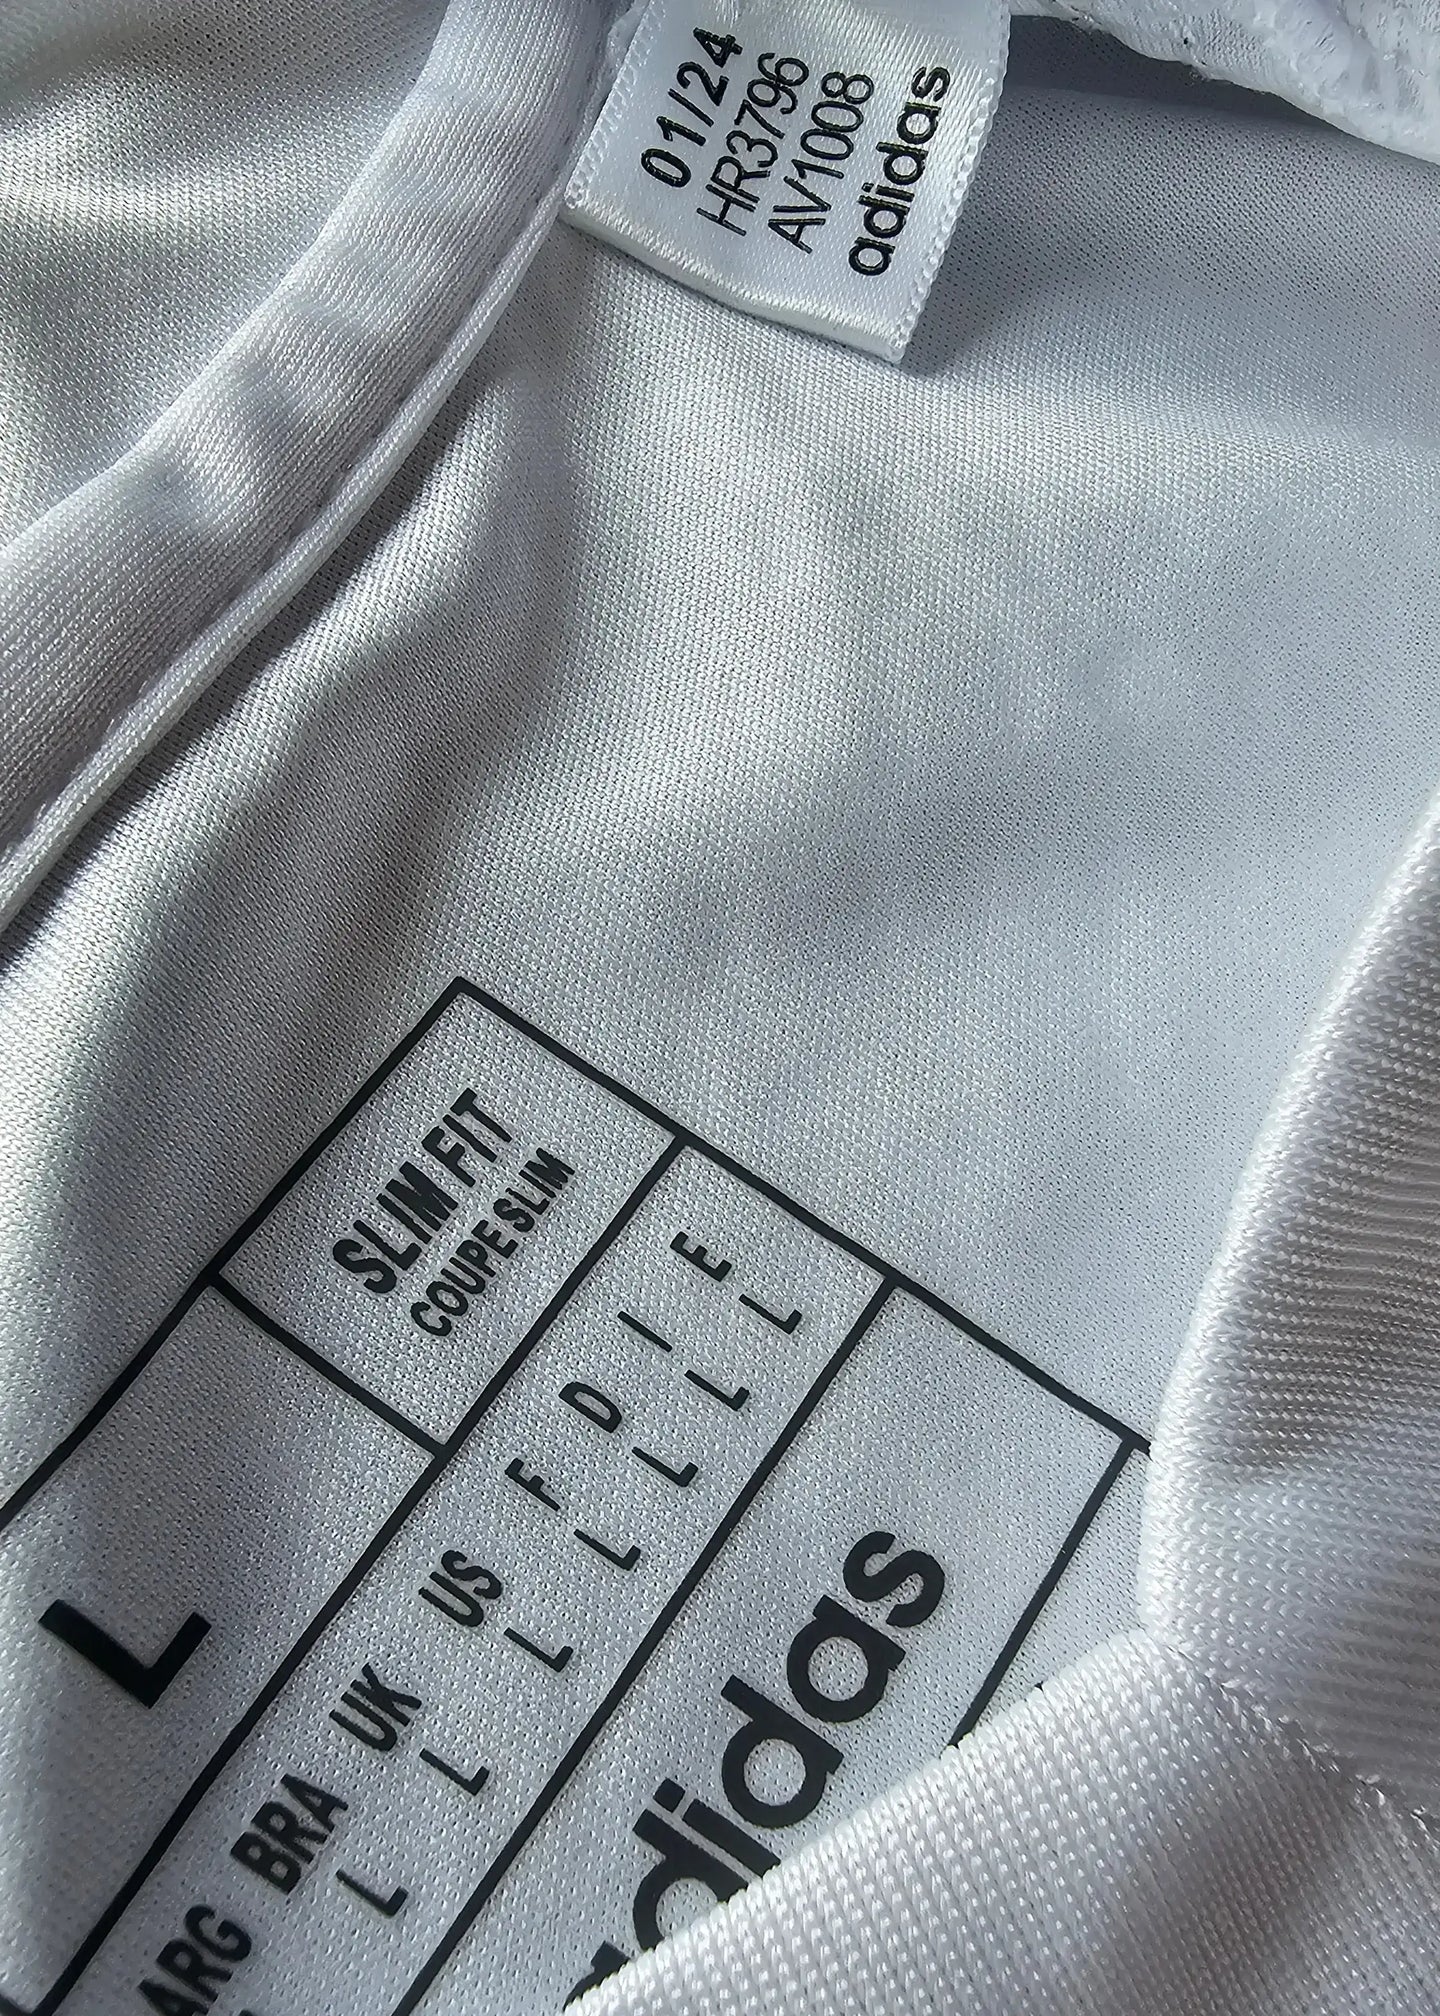 01/24
HR3796
AV1008
adidas
SLIM FIT
COUPE SLIM
L
ARG BRA UK US F D I E
L L L L L L L
adidas